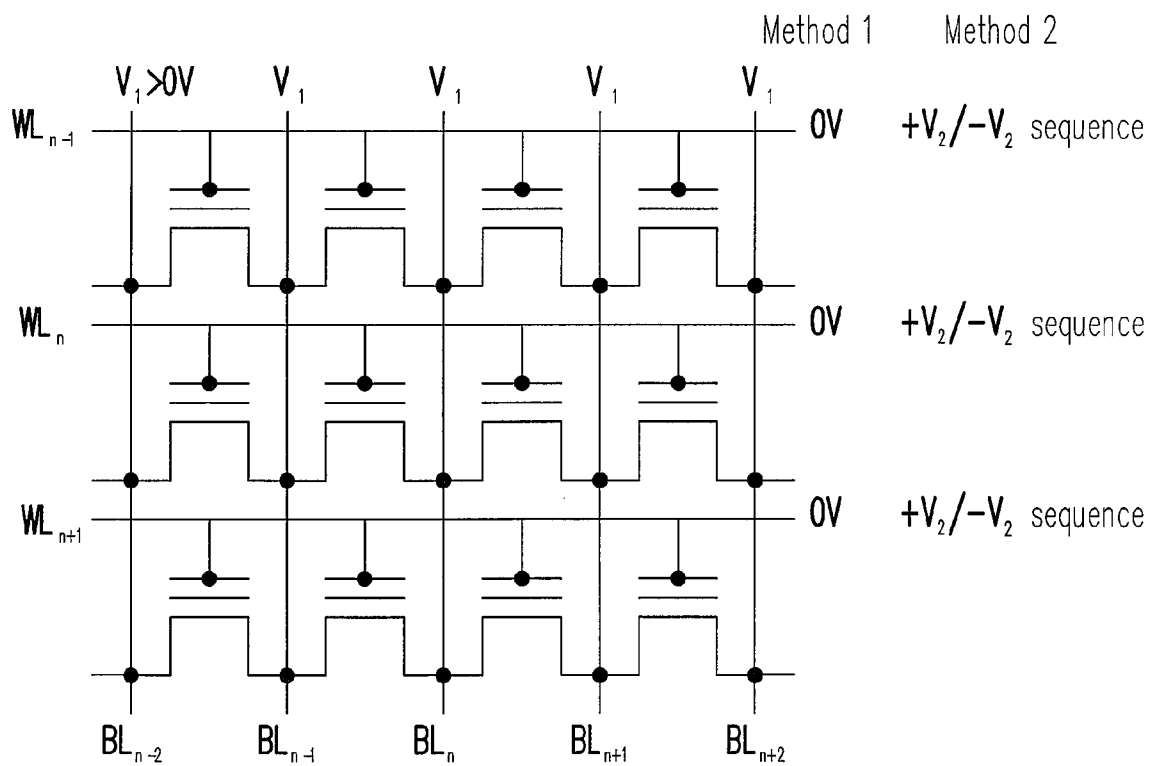 Method 1 Method 2
V₁>0V V₁ V₁ V₁ V₁
WLₙ₋₁ 0V +V₂/-V₂ sequence
WLₙ 0V +V₂/-V₂ sequence
WLₙ₊₁ 0V +V₂/-V₂ sequence
BLₙ₋₂ BLₙ₋₁ BLₙ BLₙ₊₁ BLₙ₊₂